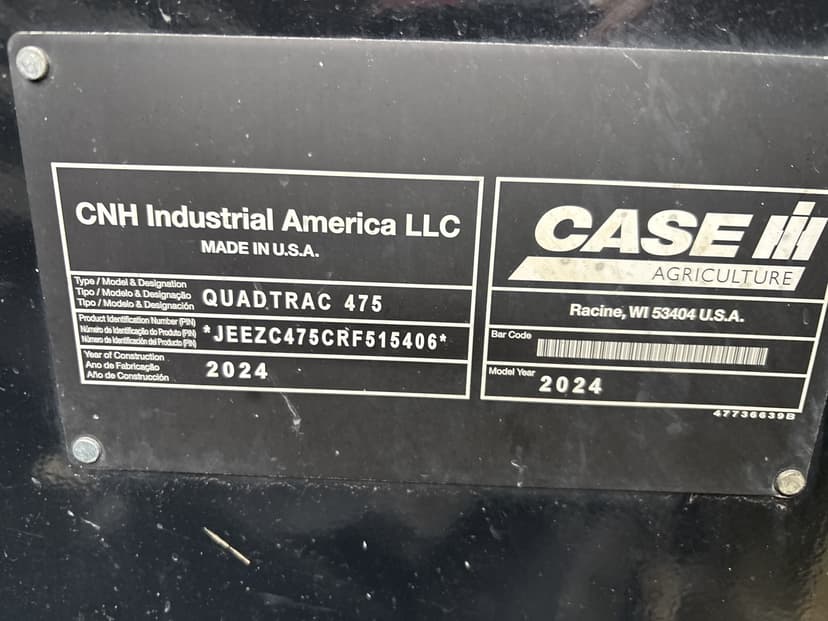 CNH Industrial America LLC
MADE IN U.S.A.
Type / Model & Designation
Tipo / Modelo & Designação
Tipo / Modelo & Designación
QUADTRAC 475
Product Identification Number (PIN)
Número de Identificação do Produto (PIN)
Número de Identificación del Producto (PIN)
*JEEZC475CRF515406*
Year of Construction
Ano de Fabricação
Año de Construcción
2024
CASE IH
AGRICULTURE
Racine, WI 53404 U.S.A.
Bar Code
Model Year
2024
47736639B